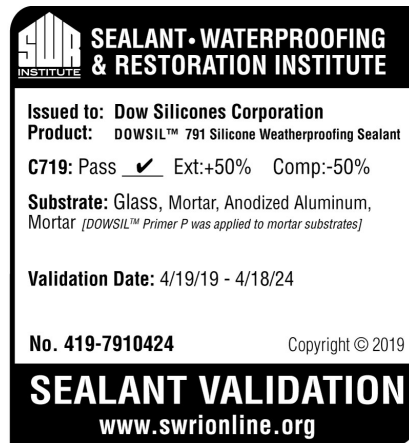 SWR
INSTITUTE
SEALANT • WATERPROOFING
& RESTORATION INSTITUTE
Issued to: Dow Silicones Corporation
Product: DOWSIL™ 791 Silicone Weatherproofing Sealant
C719: Pass ✔ Ext:+50% Comp:-50%
Substrate: Glass, Mortar, Anodized Aluminum,
Mortar [DOWSIL™ Primer P was applied to mortar substrates]
Validation Date: 4/19/19 - 4/18/24
No. 419-7910424 Copyright © 2019
SEALANT VALIDATION
www.swrionline.org